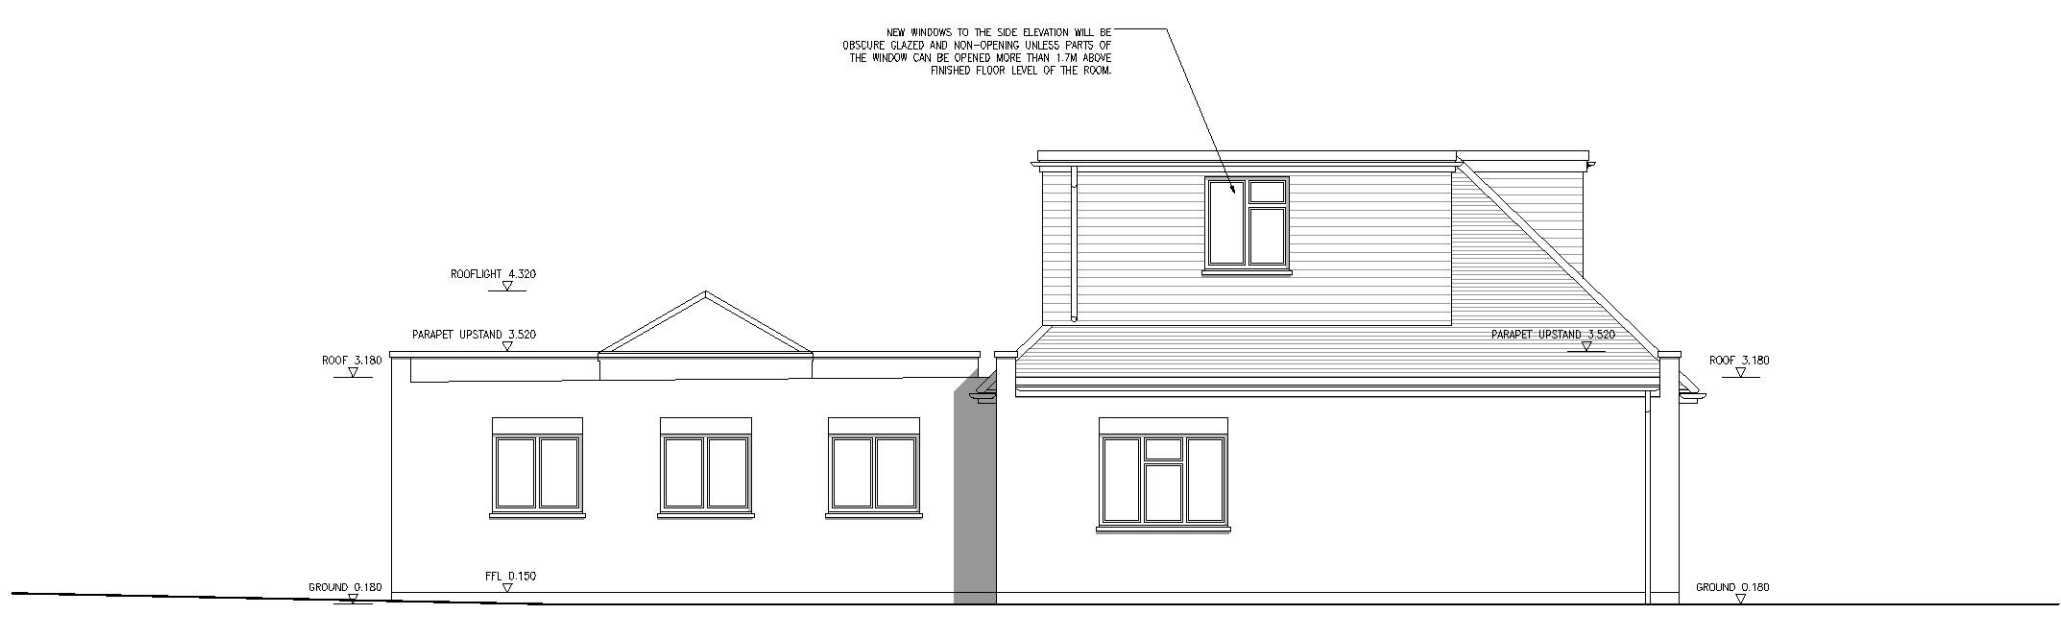 NEW WINDOWS TO THE SIDE ELEVATION WILL BE
OBSCURE GLAZED AND NON-OPENING UNLESS PARTS OF
THE WINDOW CAN BE OPENED MORE THAN 1.7M ABOVE
FINISHED FLOOR LEVEL OF THE ROOM.
ROOFLIGHT 4.320
PARAPET UPSTAND 3.520
PARAPET UPSTAND 3.520
ROOF 3.180
ROOF 3.180
FFL 0.150
GROUND 0.180
GROUND 0.180